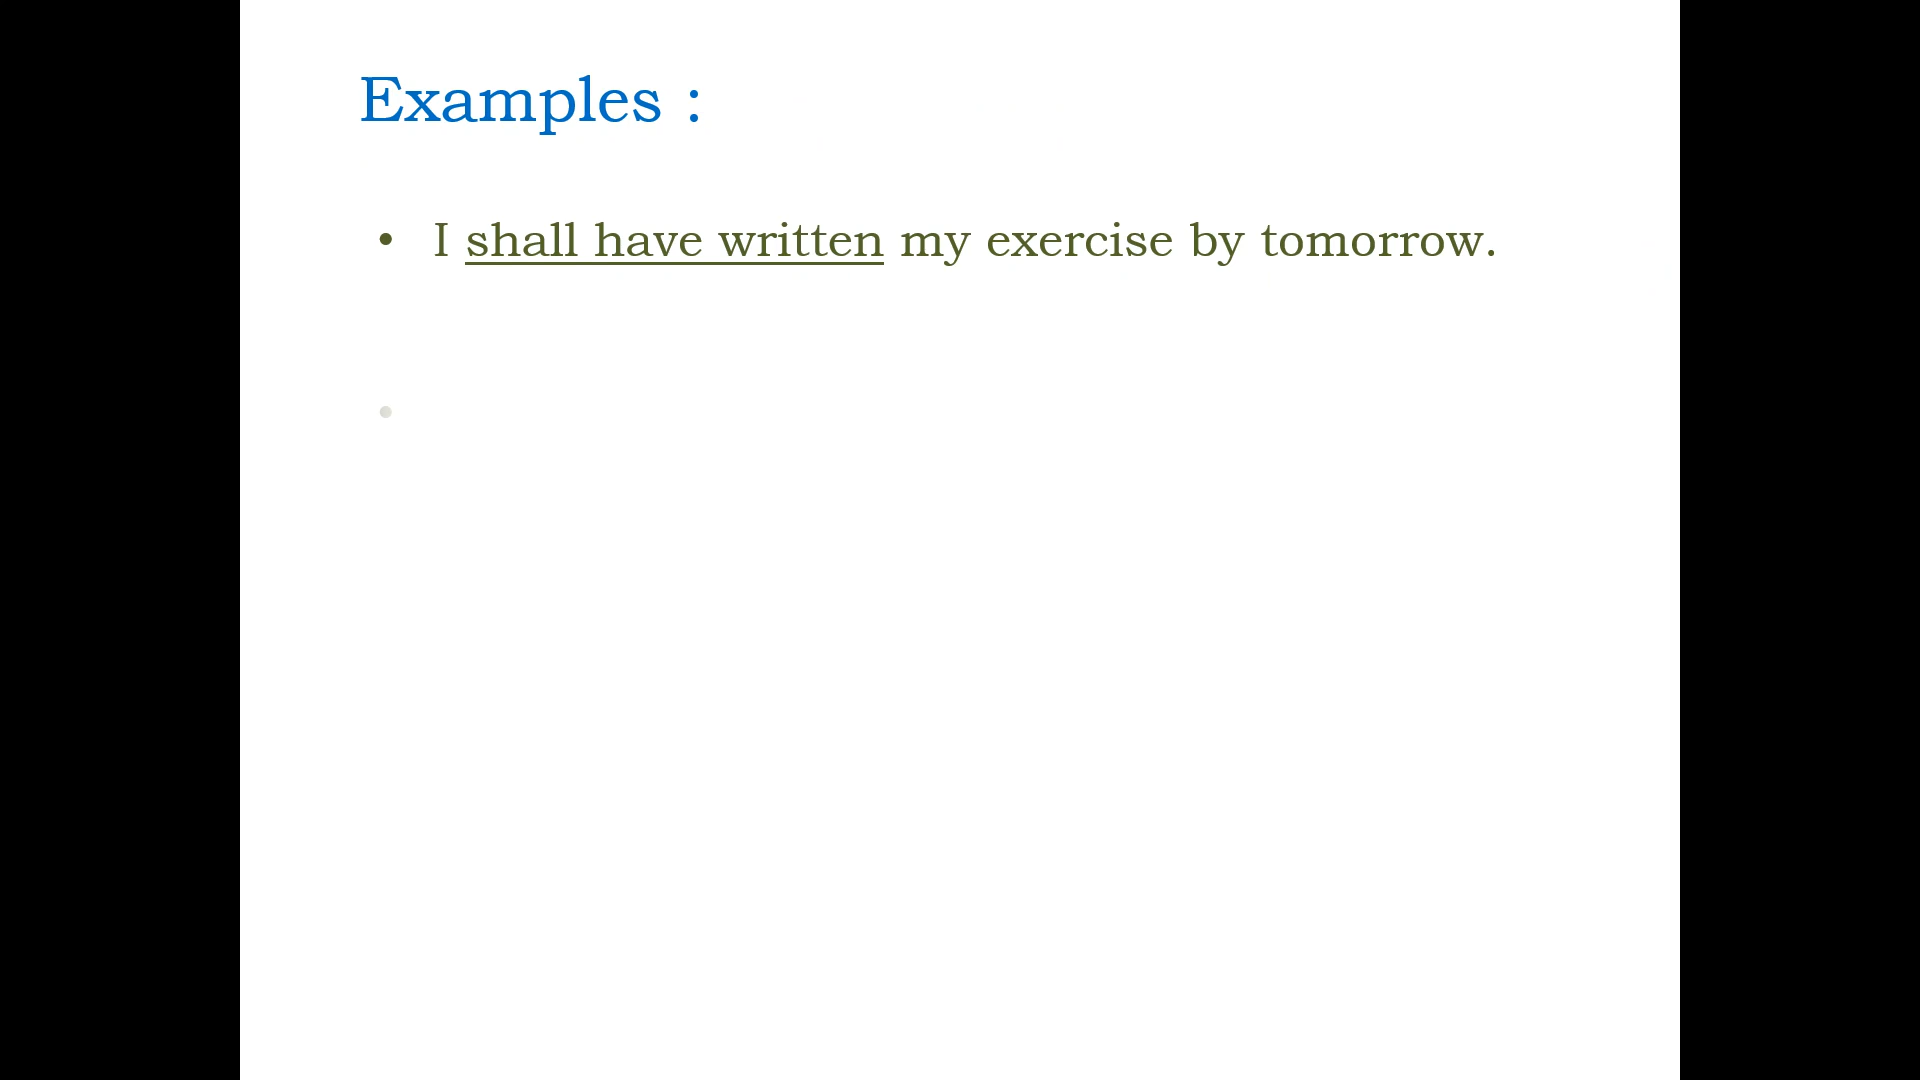 Examples :
• I shall have written my exercise by tomorrow.
•